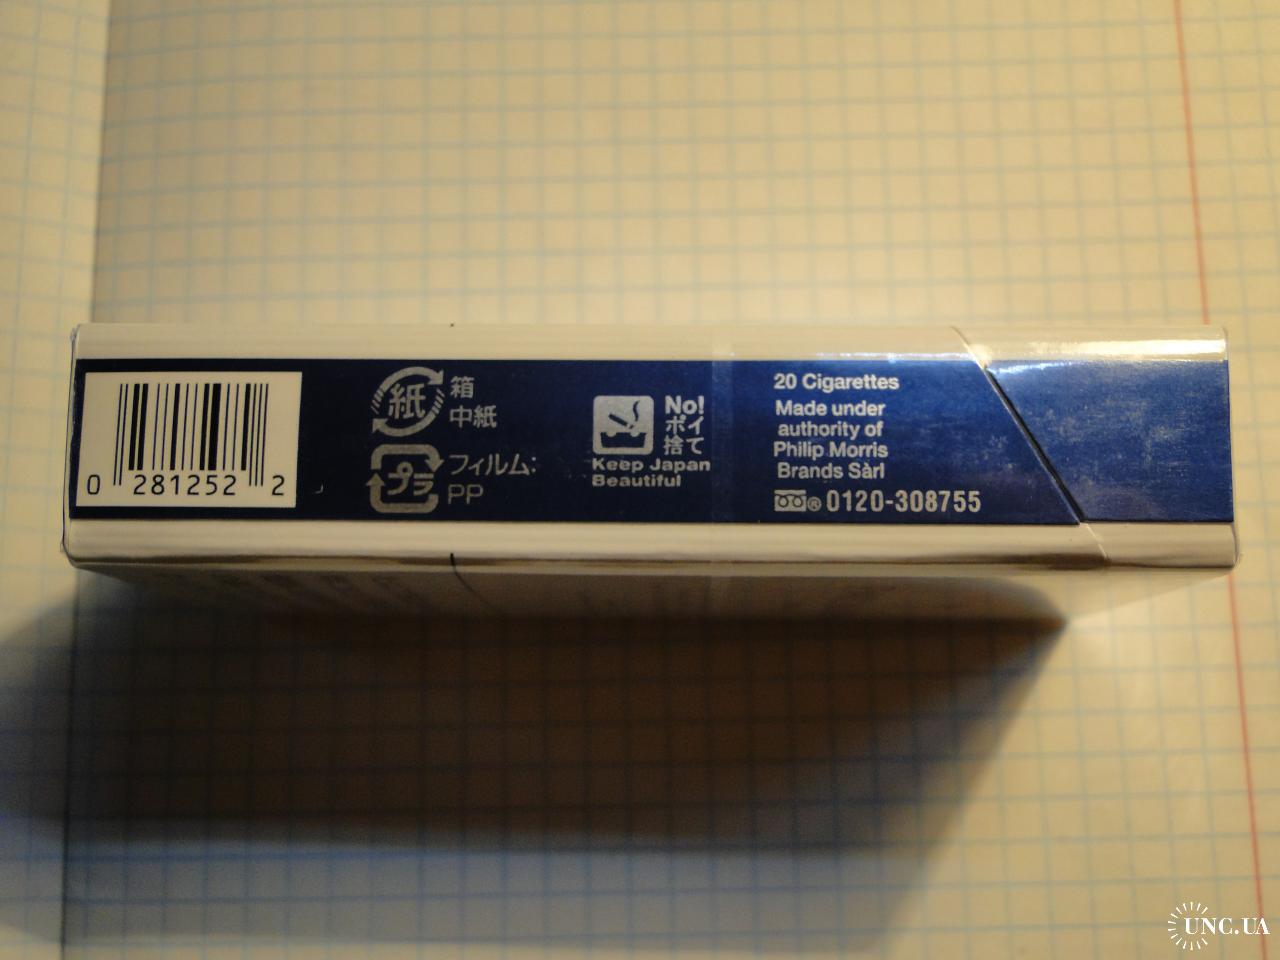 0 281252 2
紙
箱
中紙
プラ
フィルム:
PP
No!
ポイ
捨て
Keep Japan
Beautiful
20 Cigarettes
Made under
authority of
Philip Morris
Brands Sàrl
® 0120-308755
UNC.UA